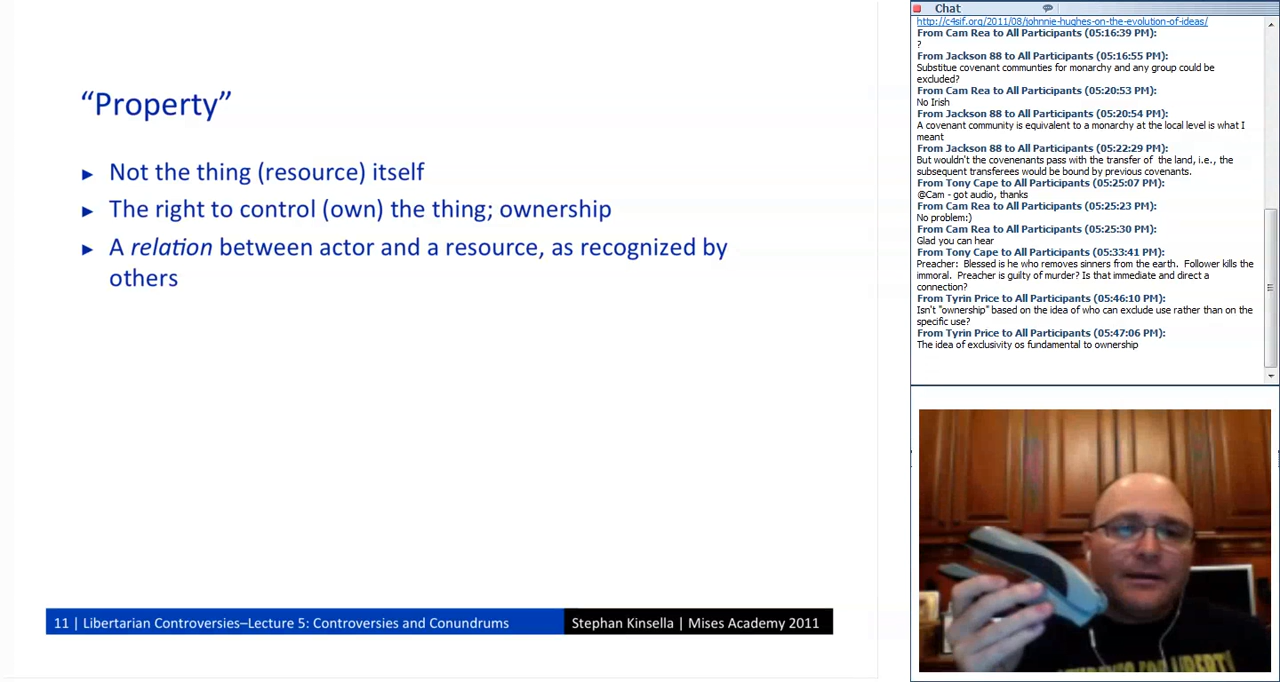 “Property”
► Not the thing (resource) itself
► The right to control (own) the thing; ownership
► A relation between actor and a resource, as recognized by
others
11 | Libertarian Controversies–Lecture 5: Controversies and Conundrums
Stephan Kinsella | Mises Academy 2011
Chat
http://c4sif.org/2011/08/johnnie-hughes-on-the-evolution-of-ideas/
From Cam Rea to All Participants (05:16:39 PM):
?
From Jackson 88 to All Participants (05:16:55 PM):
Substitue covenant communties for monarchy and any group could be
excluded?
From Cam Rea to All Participants (05:20:53 PM):
No Irish
From Jackson 88 to All Participants (05:20:54 PM):
A covenant community is equivalent to a monarchy at the local level is what I
meant
From Jackson 88 to All Participants (05:22:29 PM):
But wouldn't the covenenants pass with the transfer of the land, i.e., the
subsequent transferees would be bound by previous covenants.
From Tony Cape to All Participants (05:25:07 PM):
@Cam - got audio, thanks
From Cam Rea to All Participants (05:25:23 PM):
No problem:)
From Cam Rea to All Participants (05:25:30 PM):
Glad you can hear
From Tony Cape to All Participants (05:33:41 PM):
Preacher: Blessed is he who removes sinners from the earth. Follower kills the
immoral. Preacher is guilty of murder? Is that immediate and direct a
connection?
From Tyrin Price to All Participants (05:46:10 PM):
Isn't "ownership" based on the idea of who can exclude use rather than on the
specific use?
From Tyrin Price to All Participants (05:47:06 PM):
The idea of exclusivity os fundamental to ownership